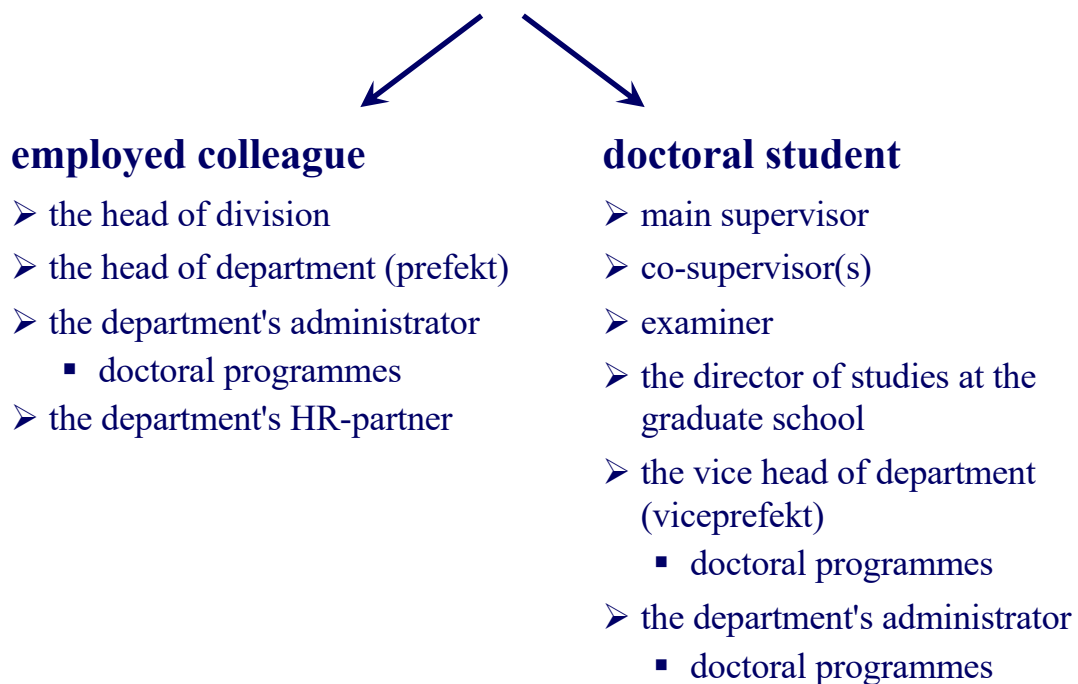 employed colleague
➢ the head of division
➢ the head of department (prefekt)
➢ the department's administrator
▪ doctoral programmes
➢ the department's HR-partner
doctoral student
➢ main supervisor
➢ co-supervisor(s)
➢ examiner
➢ the director of studies at the
graduate school
➢ the vice head of department
(viceprefekt)
▪ doctoral programmes
➢ the department's administrator
▪ doctoral programmes